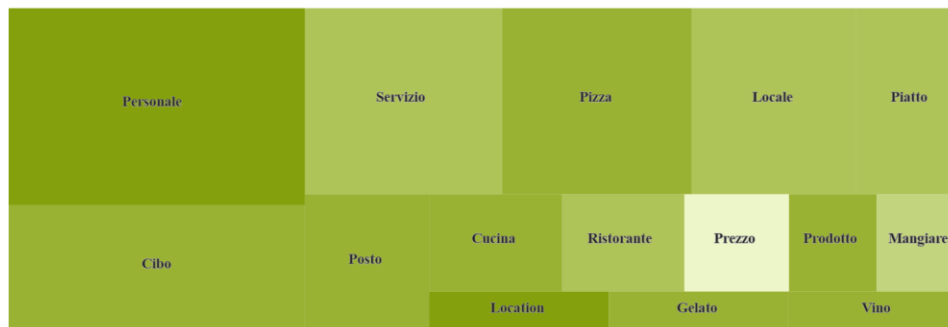 Personale
Servizio
Pizza
Locale
Piatto
Cibo
Posto
Cucina
Ristorante
Prezzo
Prodotto
Mangiare
Location
Gelato
Vino